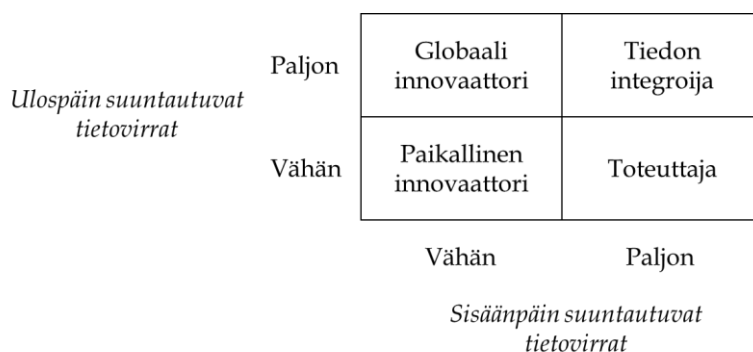 Ulospäin suuntautuvat
tietovirrat
Paljon
Globaali
innovaattori
Tiedon
integroija
Vähän
Paikallinen
innovaattori
Toteuttaja
Vähän
Paljon
Sisäänpäin suuntautuvat
tietovirrat